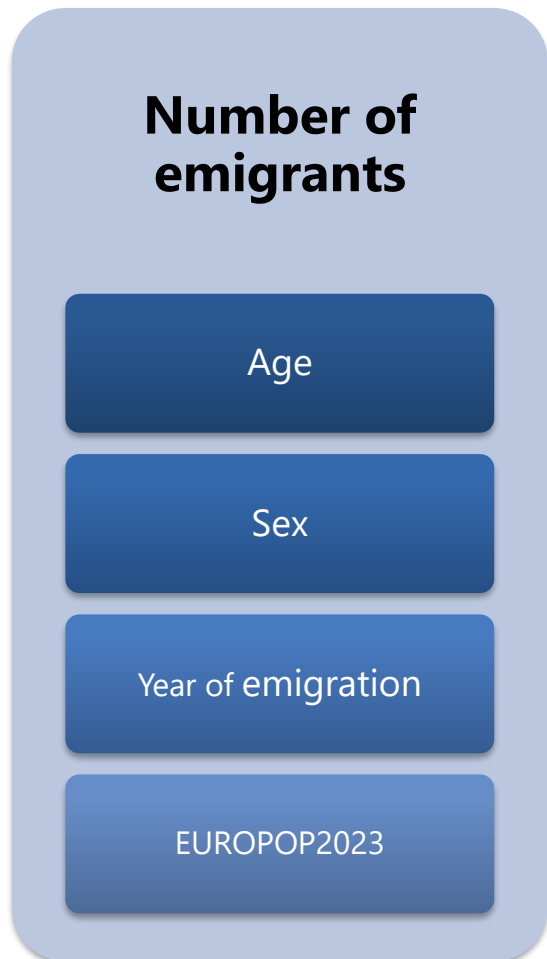 Number of
emigrants
Age
Sex
Year of emigration
EUROPOP2023